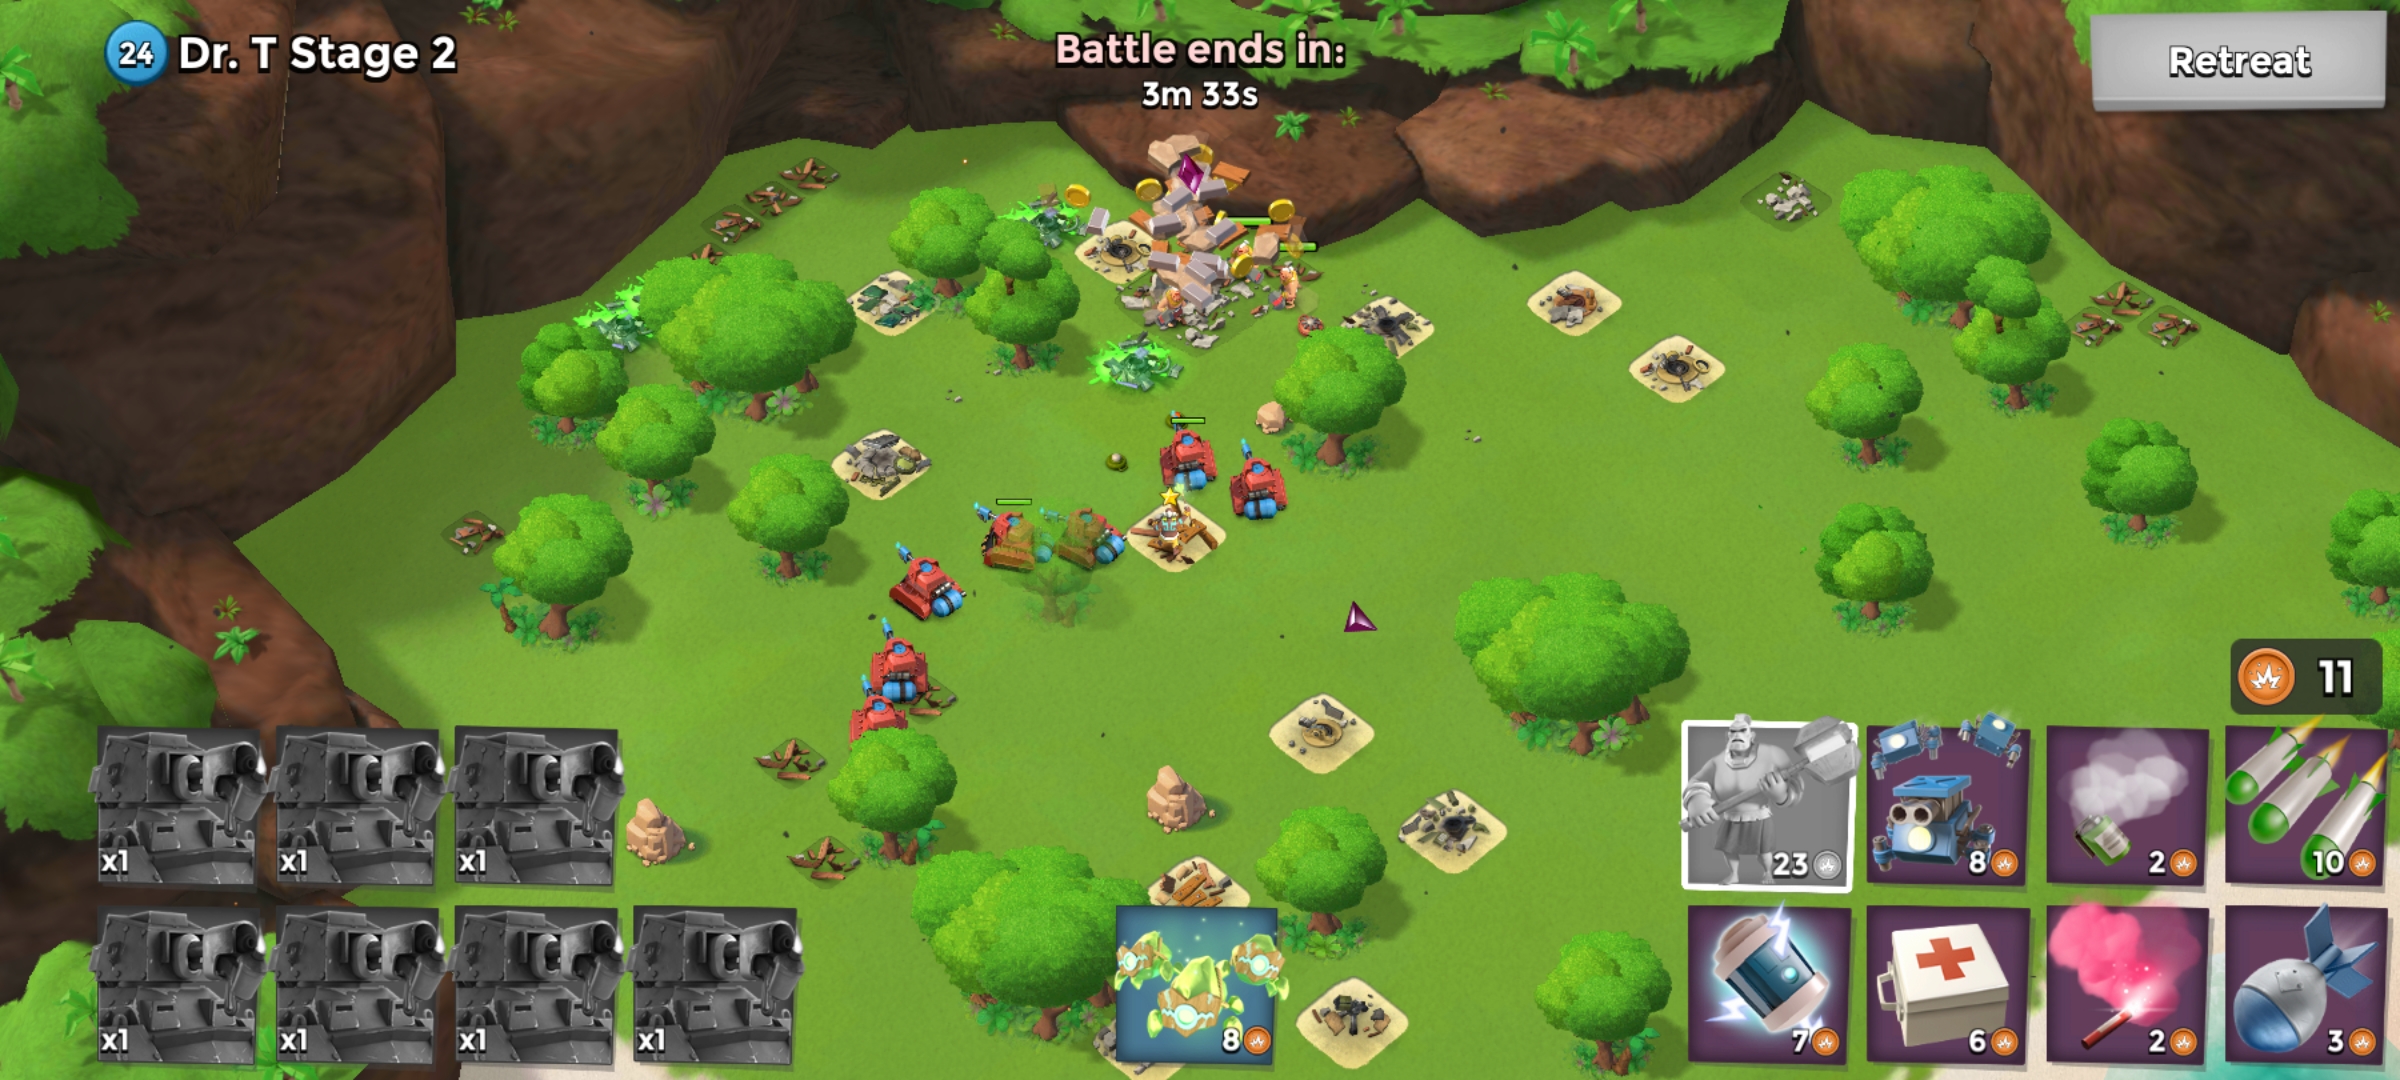 24 Dr. T Stage 2
Battle ends in:
3m 33s
Retreat
11
x1 x1 x1
23 8 2 10
x1 x1 x1 x1
8
7 6 2 3